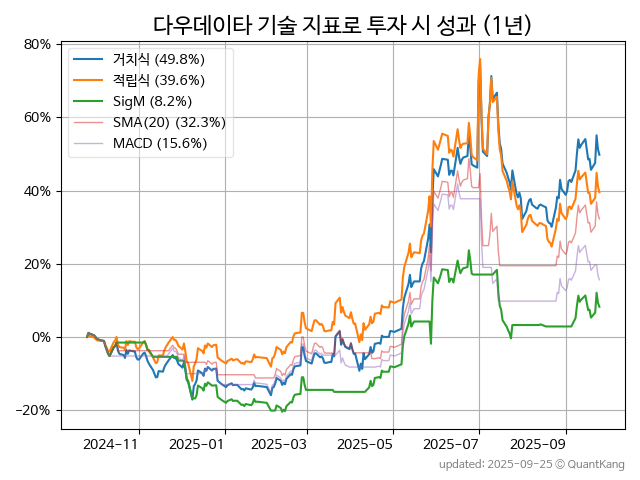 다우데이타 기술 지표로 투자 시 성과 (1년)
80%
60%
40%
20%
0%
−20%
거치식 (49.8%)
적립식 (39.6%)
SigM (8.2%)
SMA(20) (32.3%)
MACD (15.6%)
2024-11 2025-01 2025-03 2025-05 2025-07 2025-09
updated: 2025-09-25 © QuantKang